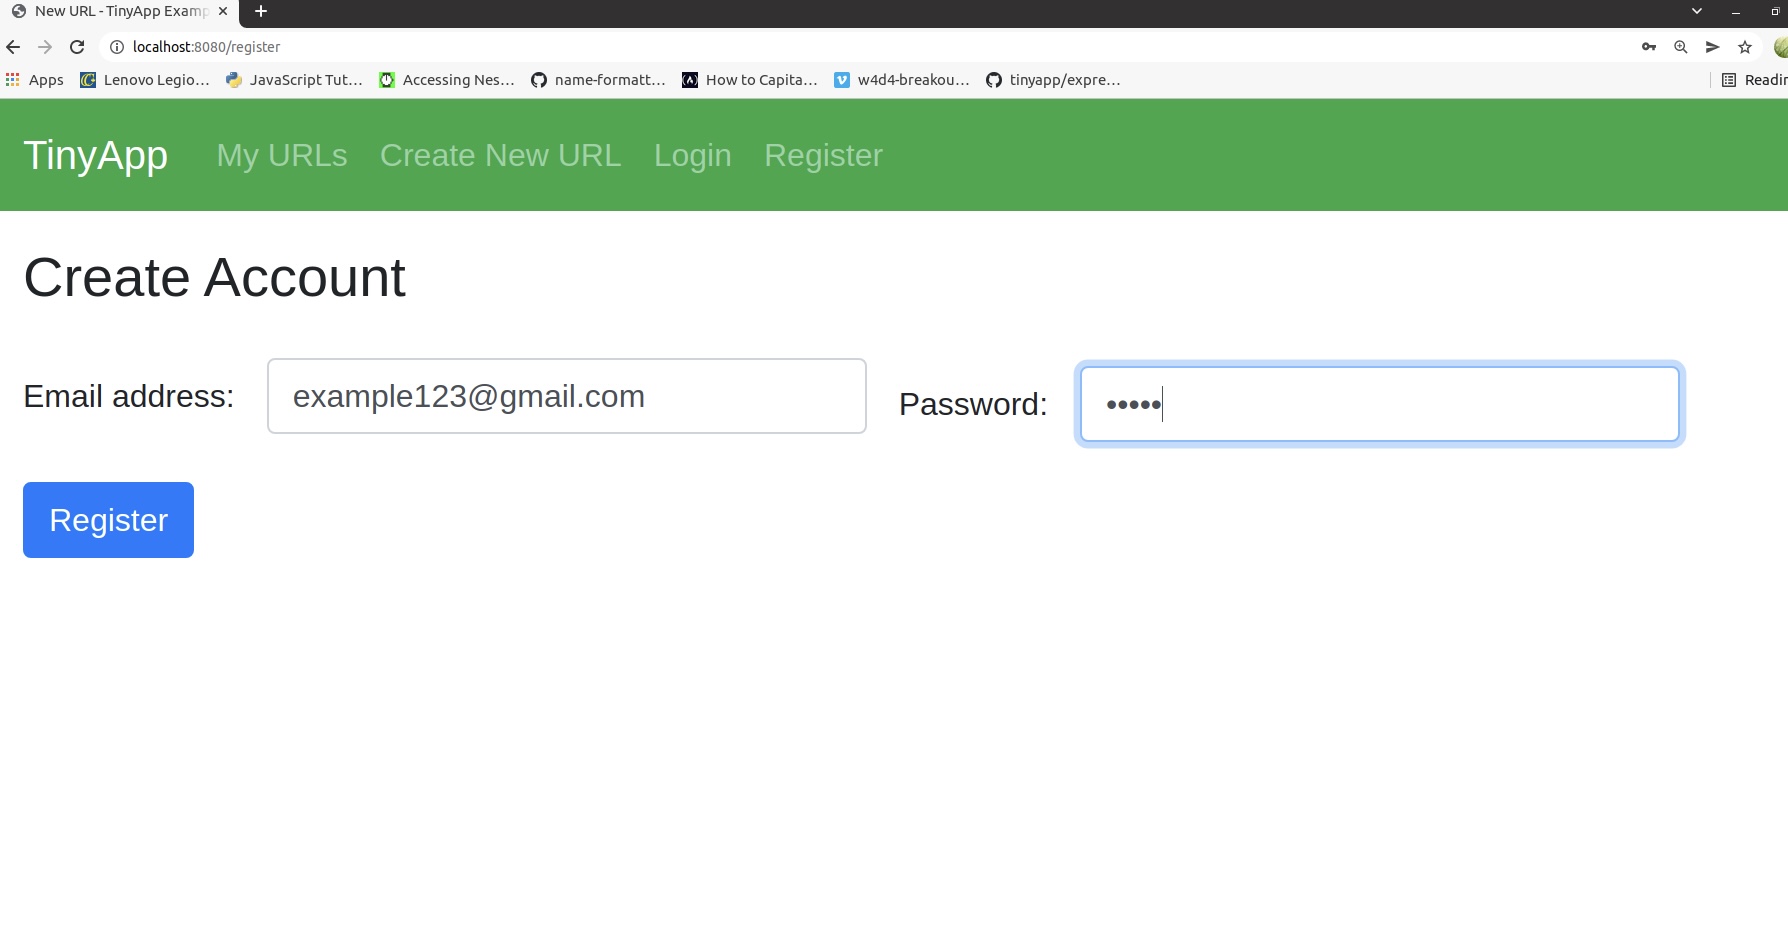 New URL - TinyApp Examp
localhost:8080/register
Apps Lenovo Legio... JavaScript Tut... Accessing Nes... name-formatt... How to Capita... w4d4-breakou... tinyapp/expre... Readin
TinyApp My URLs Create New URL Login Register
Create Account
Email address: example123@gmail.com Password: •••••
Register